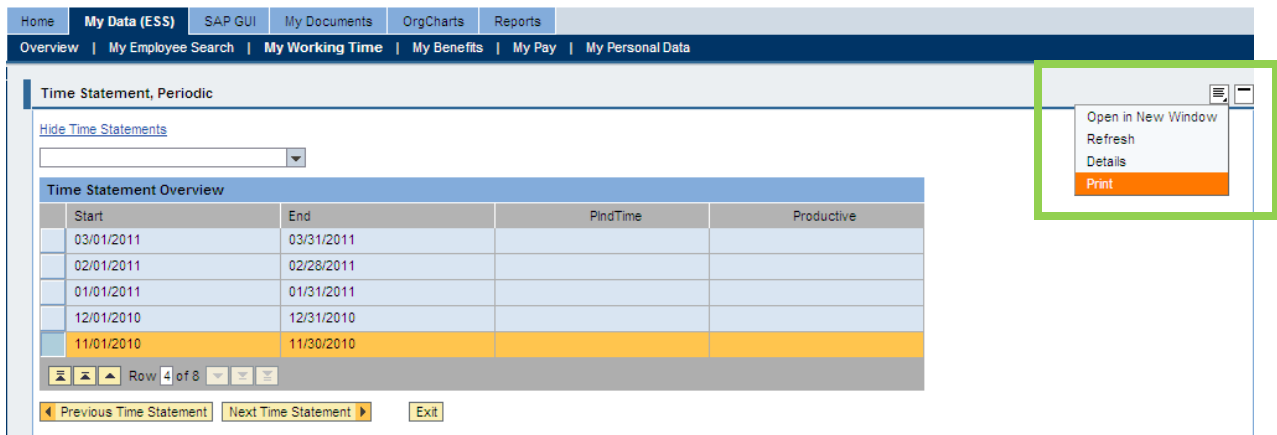 Home My Data (ESS) SAP GUI My Documents OrgCharts Reports
Overview | My Employee Search | My Working Time | My Benefits | My Pay | My Personal Data
Time Statement, Periodic
Open in New Window
Refresh
Details
Print
Hide Time Statements
Time Statement Overview
Start End PlndTime Productive
03/01/2011 03/31/2011
02/01/2011 02/28/2011
01/01/2011 01/31/2011
12/01/2010 12/31/2010
11/01/2010 11/30/2010
Row 4 of 8
Previous Time Statement Next Time Statement Exit